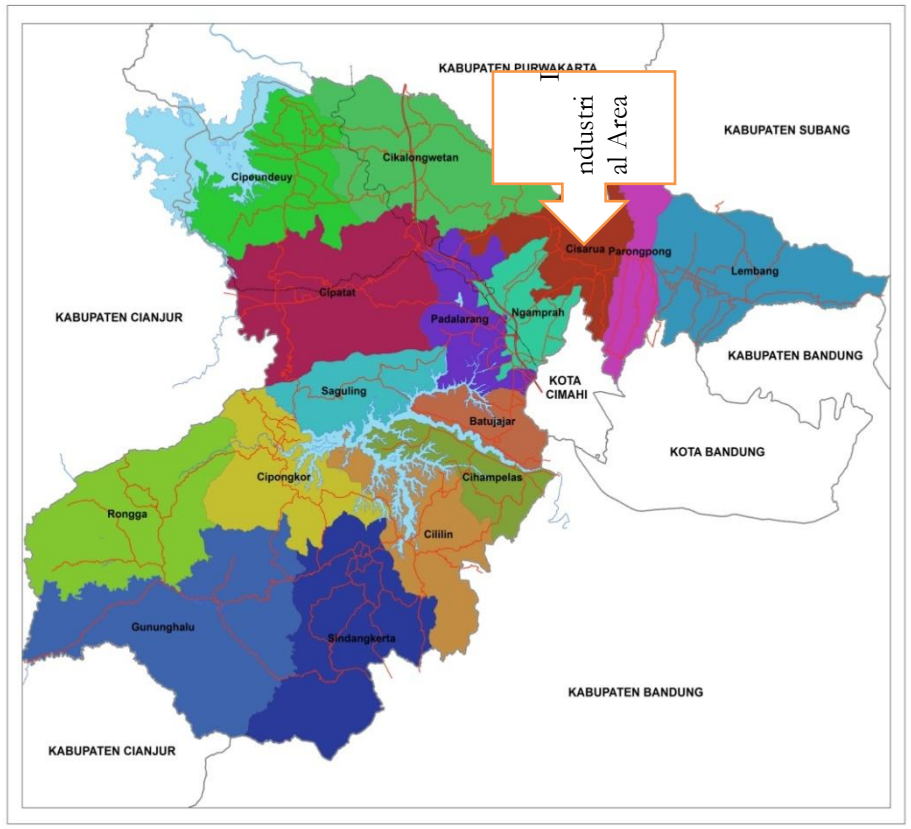 KABUPATEN PURWAKARTA
I
ndustri
al Area
KABUPATEN SUBANG
Cikalongwetan
Cipeundeuy
Cisarua
Parongpong
Lembang
Cipatat
KABUPATEN CIANJUR
Padalarang
Ngamprah
KABUPATEN BANDUNG
KOTA
CIMAHI
Saguling
Batujajar
KOTA BANDUNG
Cipongkor
Cihampelas
Rongga
Cililin
Gununghalu
Sindangkerta
KABUPATEN BANDUNG
KABUPATEN CIANJUR